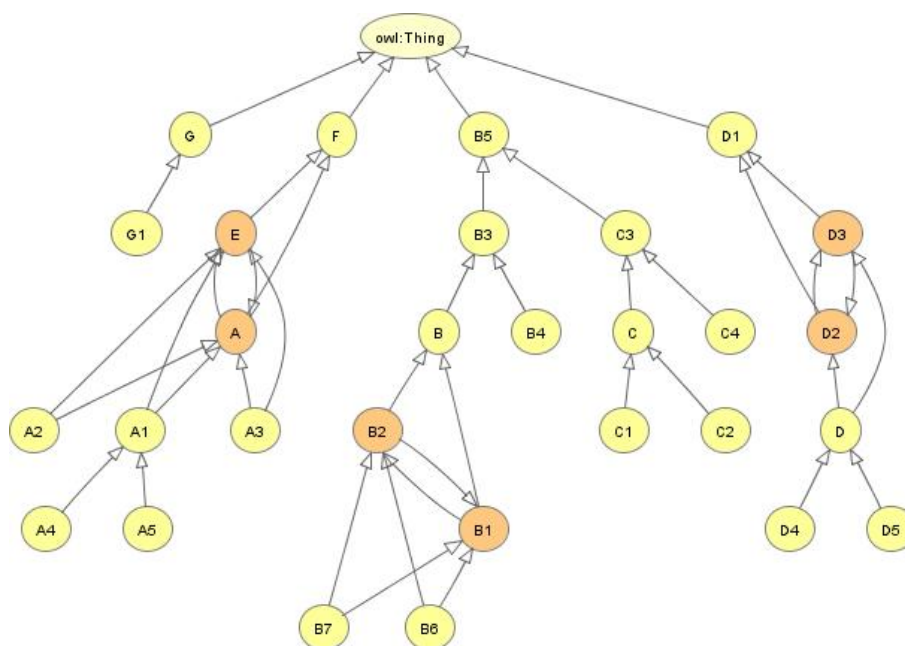 owl:Thing
G F B5 D1
G1 E B3 C3 D3
A B B4 C C4 D2
A2 A1 A3 B2 C1 C2 D
A4 A5 B1 D4 D5
B7 B6